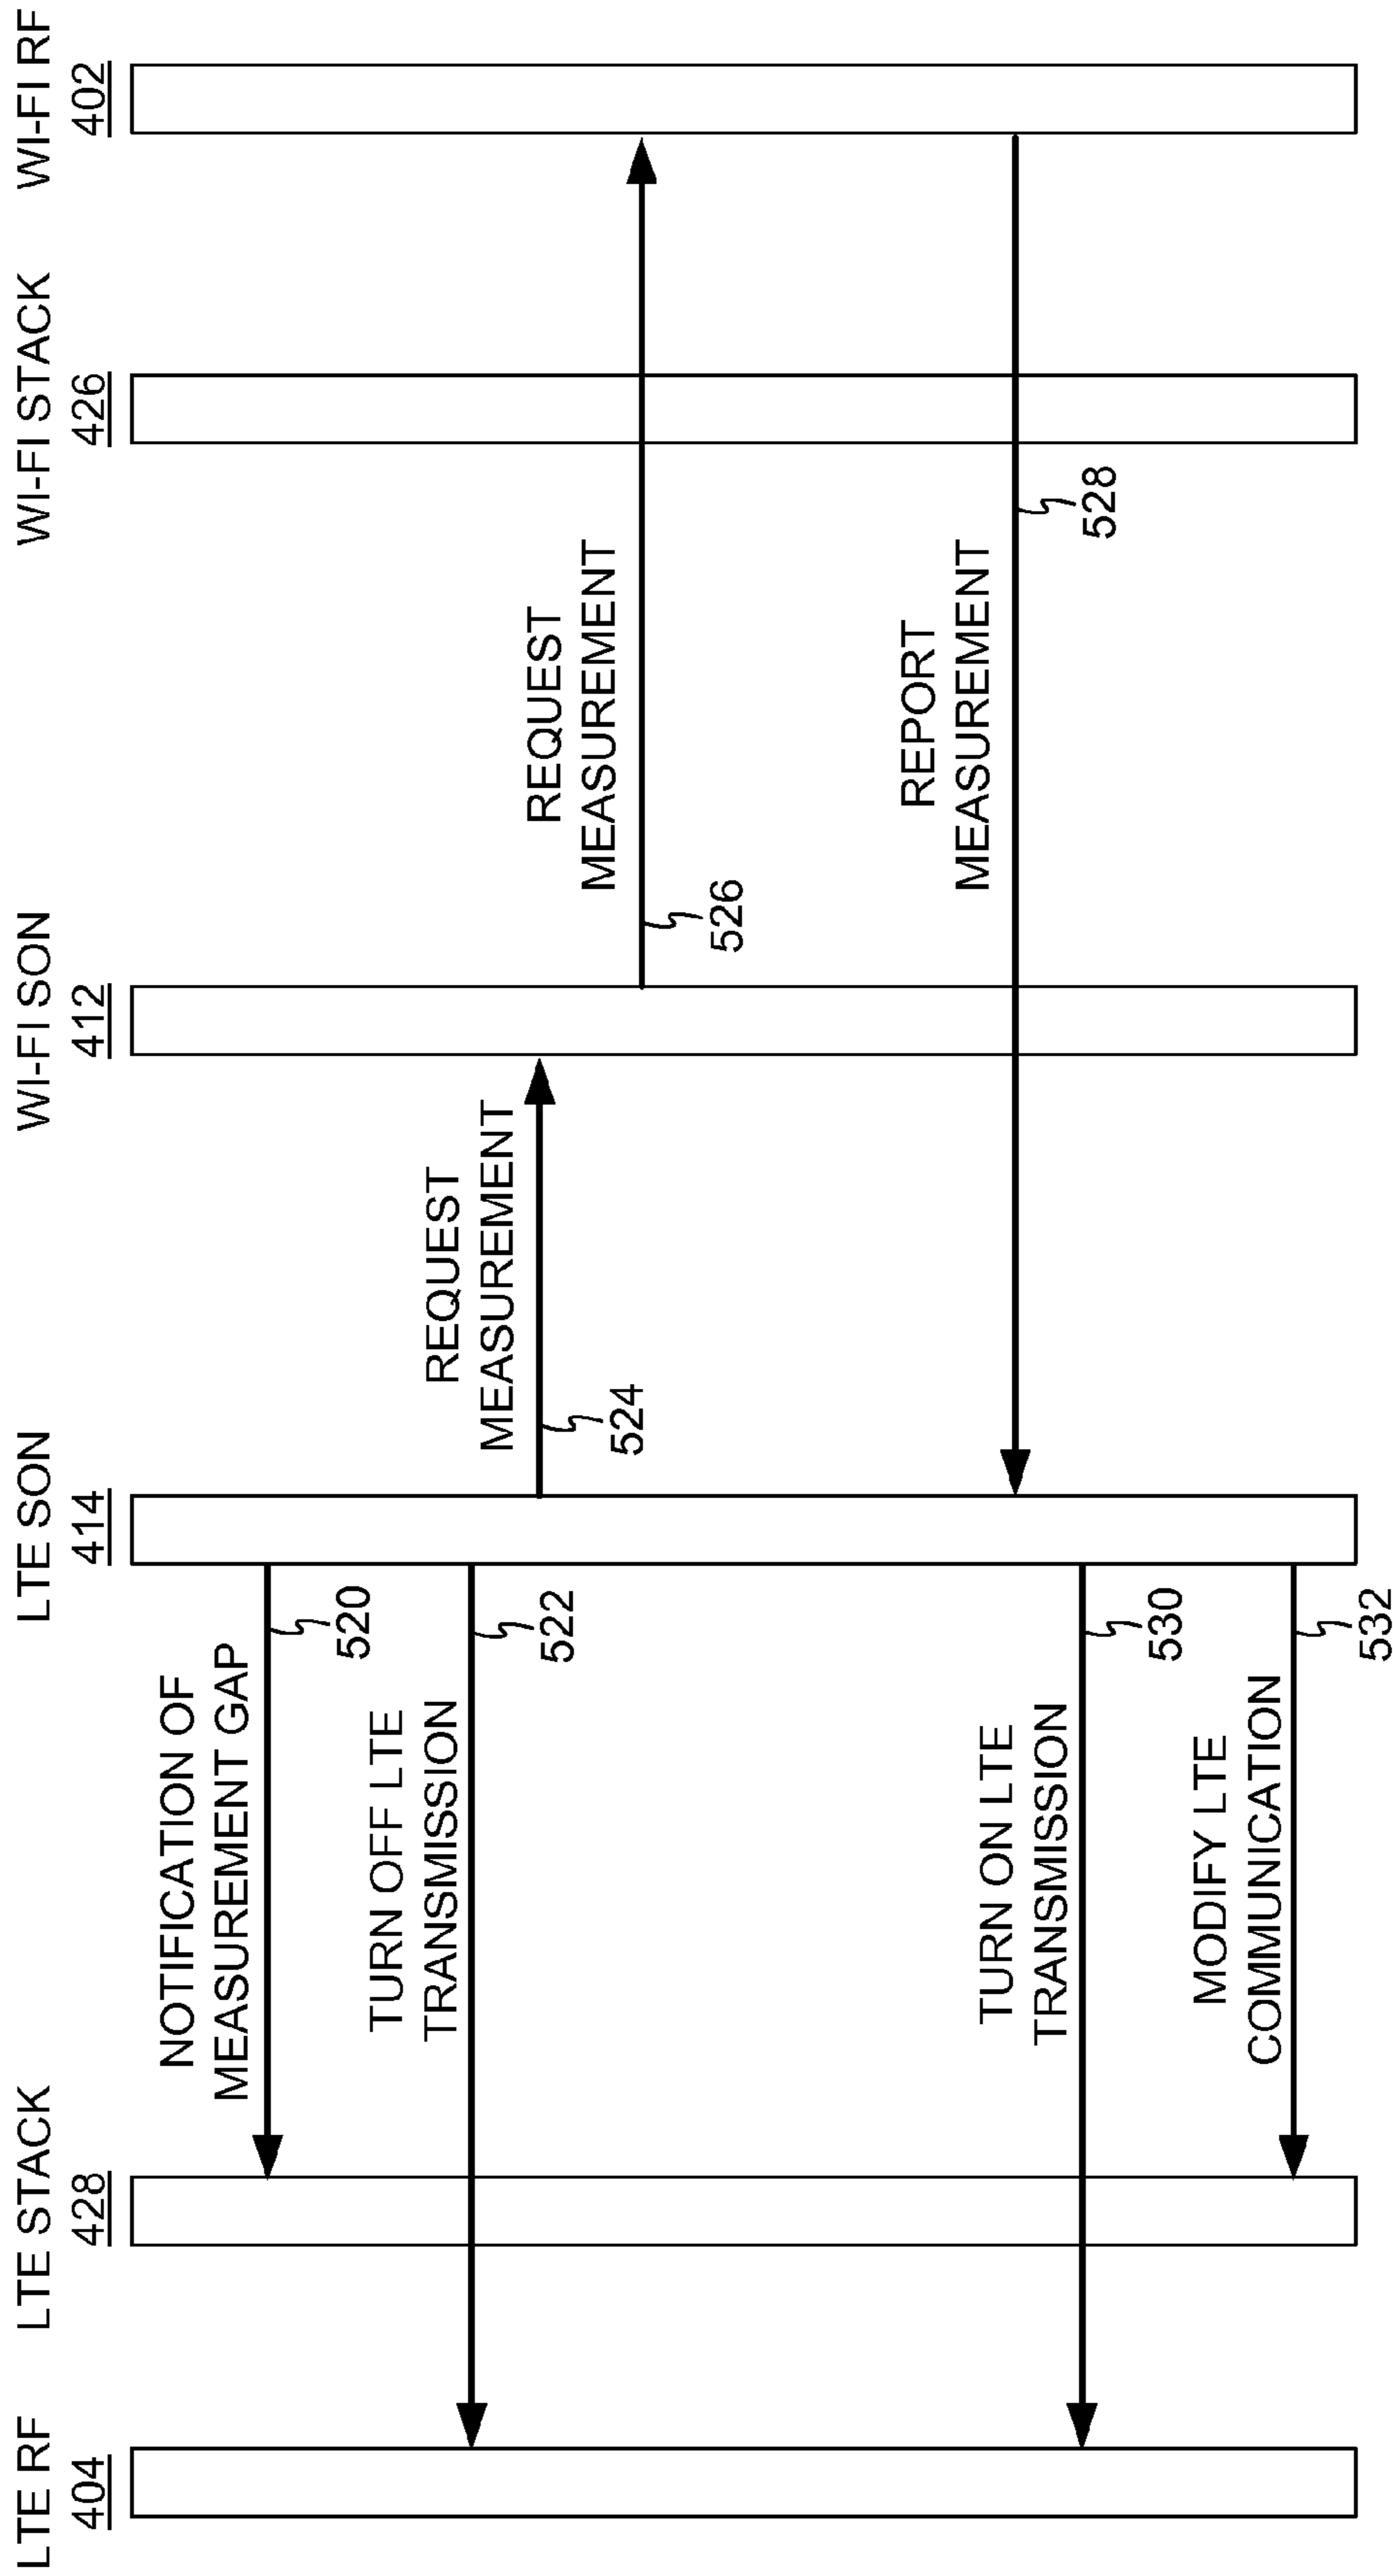 LTE RF
LTE STACK
LTE SON
WI-FI SON
WI-FI STACK
WI-FI RF
404
428
414
412
426
402
NOTIFICATION OF
MEASUREMENT GAP
520
TURN OFF LTE
TRANSMISSION
522
REQUEST
MEASUREMENT
524
REQUEST
MEASUREMENT
526
REPORT
MEASUREMENT
528
TURN ON LTE
TRANSMISSION
530
MODIFY LTE
COMMUNICATION
532